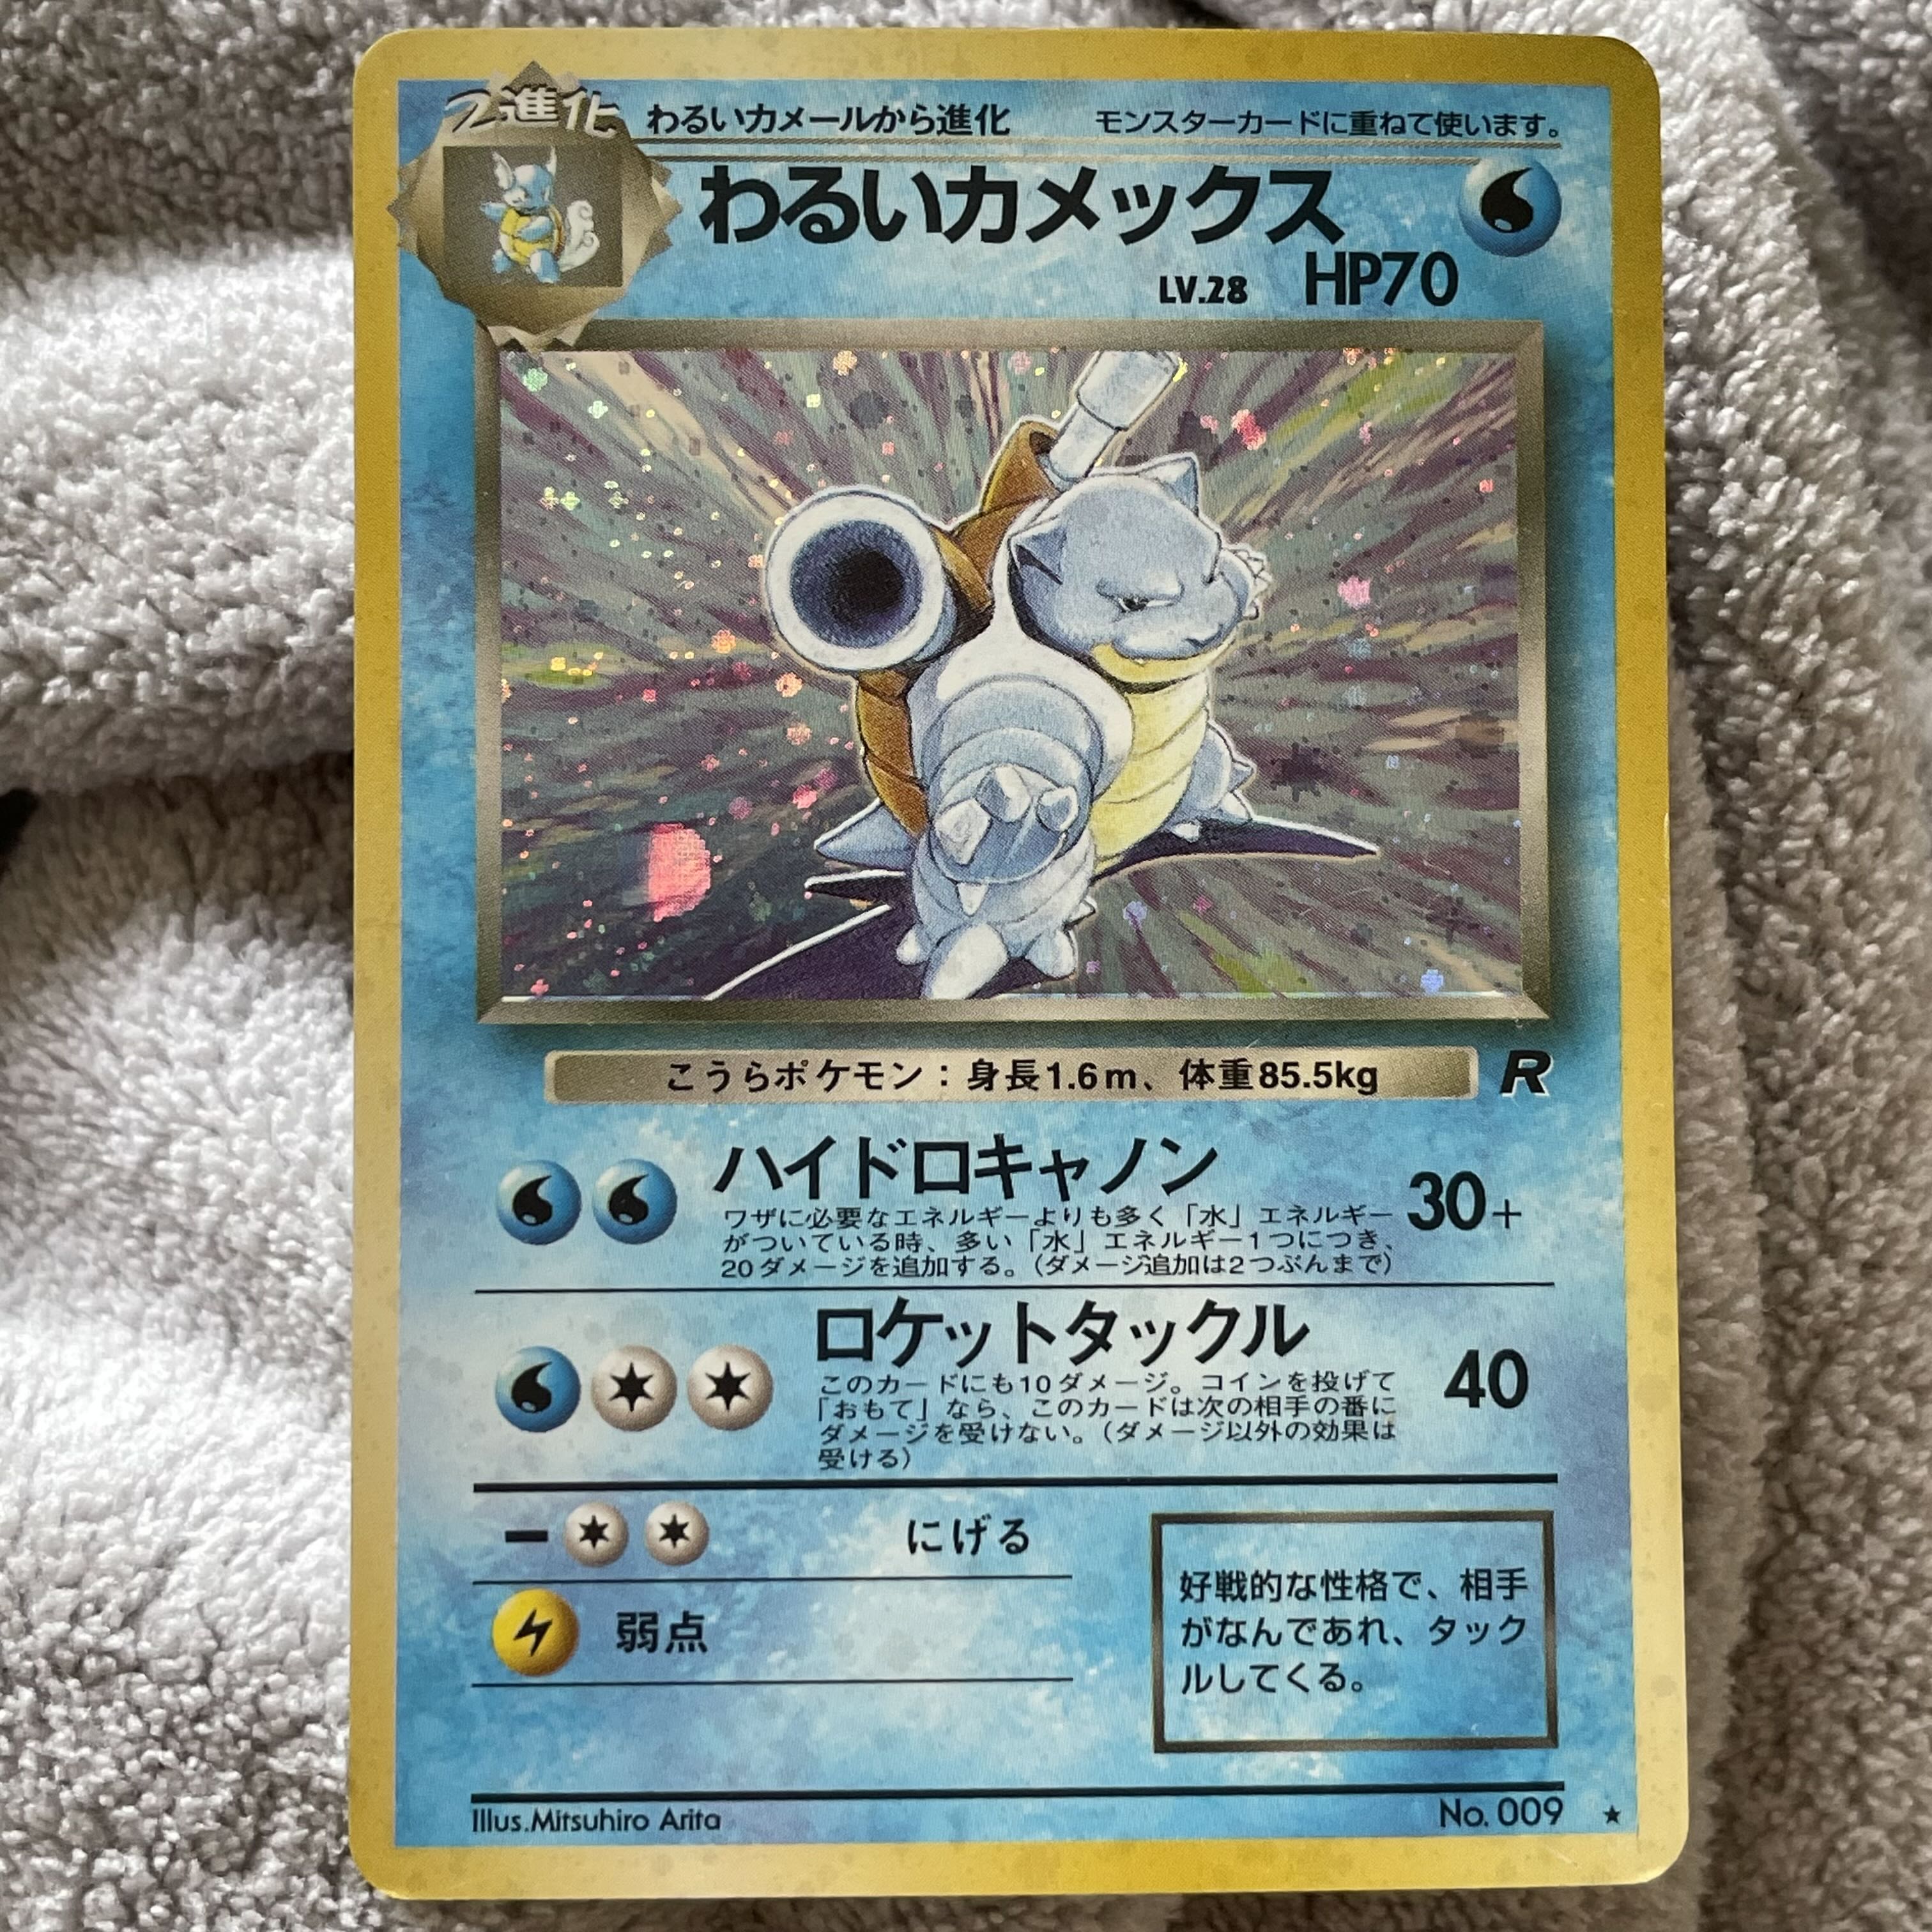 2進化
わるいカメールから進化 モンスターカードに重ねて使います。
わるいカメックス
LV.28 HP70
こうらポケモン：身長1.6m、体重85.5kg
R
ハイドロキャノン 30+
ワザに必要なエネルギーよりも多く「水」エネルギー
がついている時、多い「水」エネルギー1つにつき、
20ダメージを追加する。（ダメージ追加は2つぶんまで）
ロケットタックル 40
このカードにも10ダメージ。コインを投げて
「おもて」なら、このカードは次の相手の番に
ダメージを受けない。（ダメージ以外の効果は
受ける）
にげる
弱点
好戦的な性格で、相手
がなんであれ、タック
ルしてくる。
Illus.Mitsuhiro Arita No. 009 ★